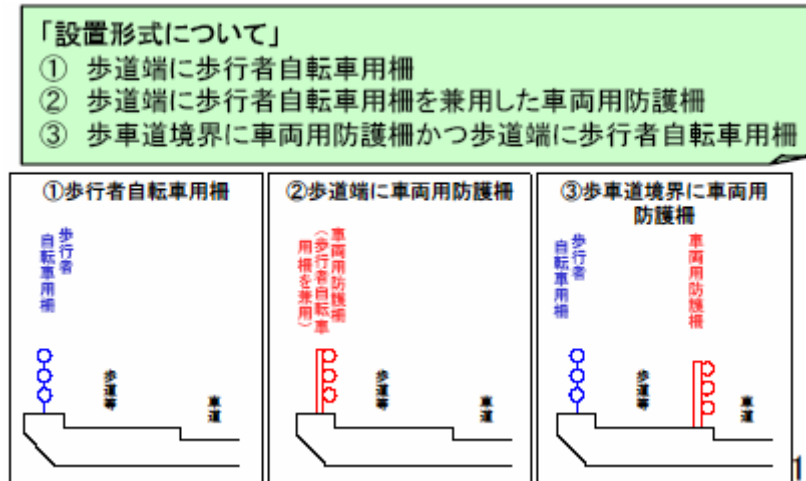 「設置形式について」
① 歩道端に歩行者自転車用柵
② 歩道端に歩行者自転車用柵を兼用した車両用防護柵
③ 歩車道境界に車両用防護柵かつ歩道端に歩行者自転車用柵
①歩行者自転車用柵
歩行者
自転車用柵
歩道等
車道
②歩道端に車両用防護柵
車両用防護柵
（歩行者自転車
用柵を兼用）
歩道等
車道
③歩車道境界に車両用
防護柵
歩行者
自転車用柵
車両用防護柵
歩道等
車道
1